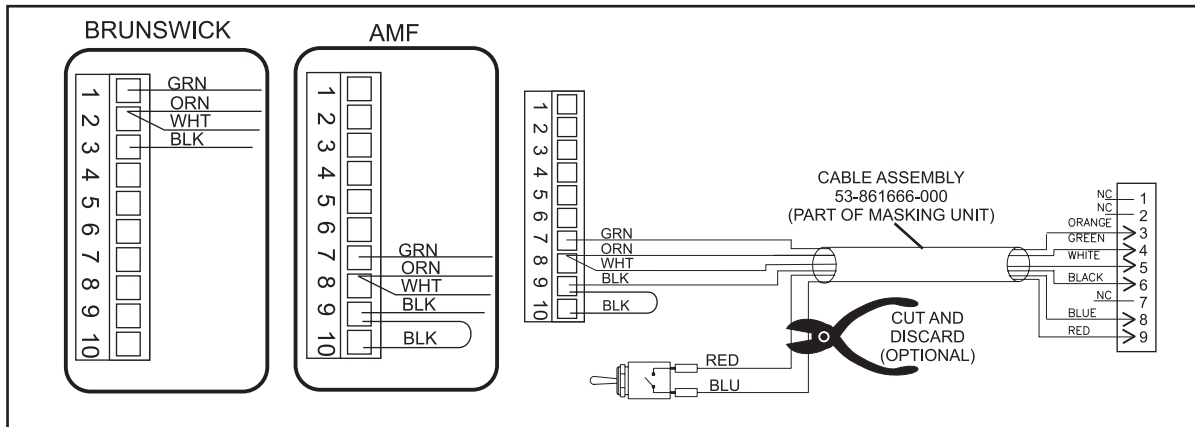 BRUNSWICK
1
2
3
4
5
6
7
8
9
10
GRN
ORN
WHT
BLK
AMF
1
2
3
4
5
6
7
8
9
10
GRN
ORN
WHT
BLK
BLK
1
2
3
4
5
6
7
8
9
10
GRN
ORN
WHT
BLK
BLK
CABLE ASSEMBLY
53-861666-000
(PART OF MASKING UNIT)
CUT AND
DISCARD
(OPTIONAL)
RED
BLU
NC 1
NC 2
ORANGE 3
GREEN 4
WHITE 5
BLACK 6
NC 7
BLUE 8
RED 9